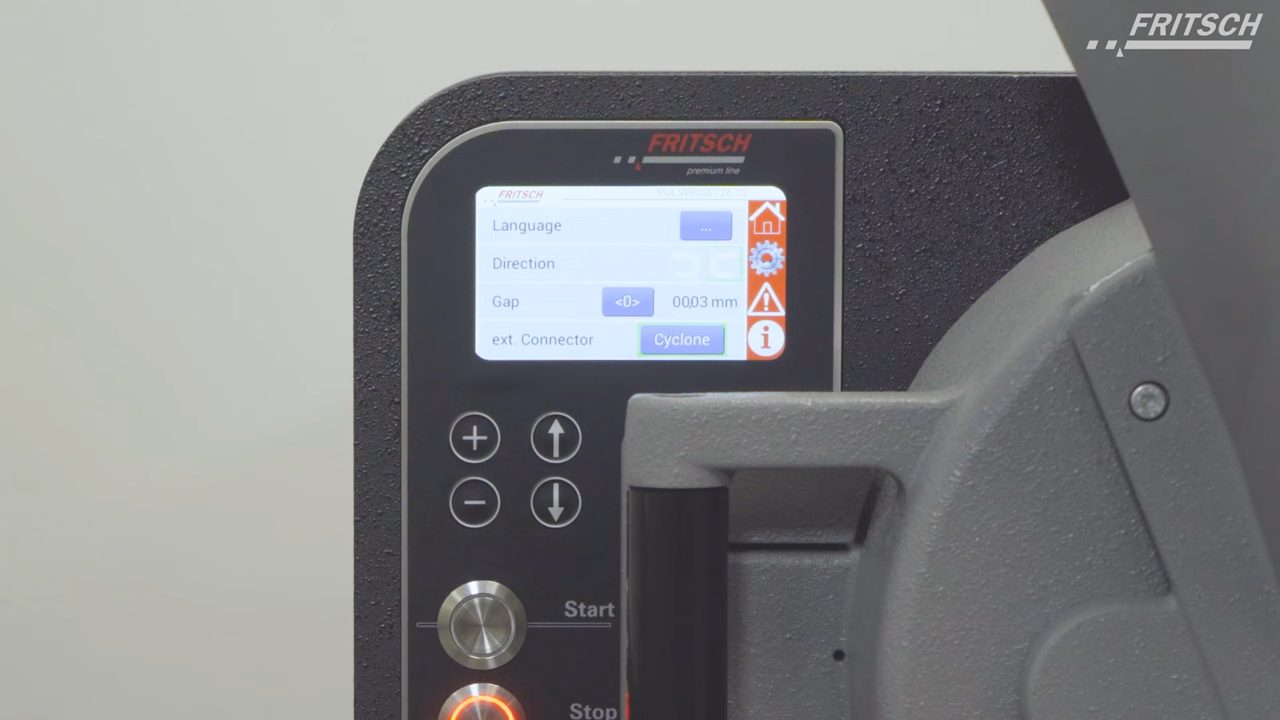 FRITSCH
FRITSCH
premium line
FRITSCH
Language ...
Direction
Gap <0> 00,03 mm
ext. Connector Cyclone
i
+
−
Start
Stop